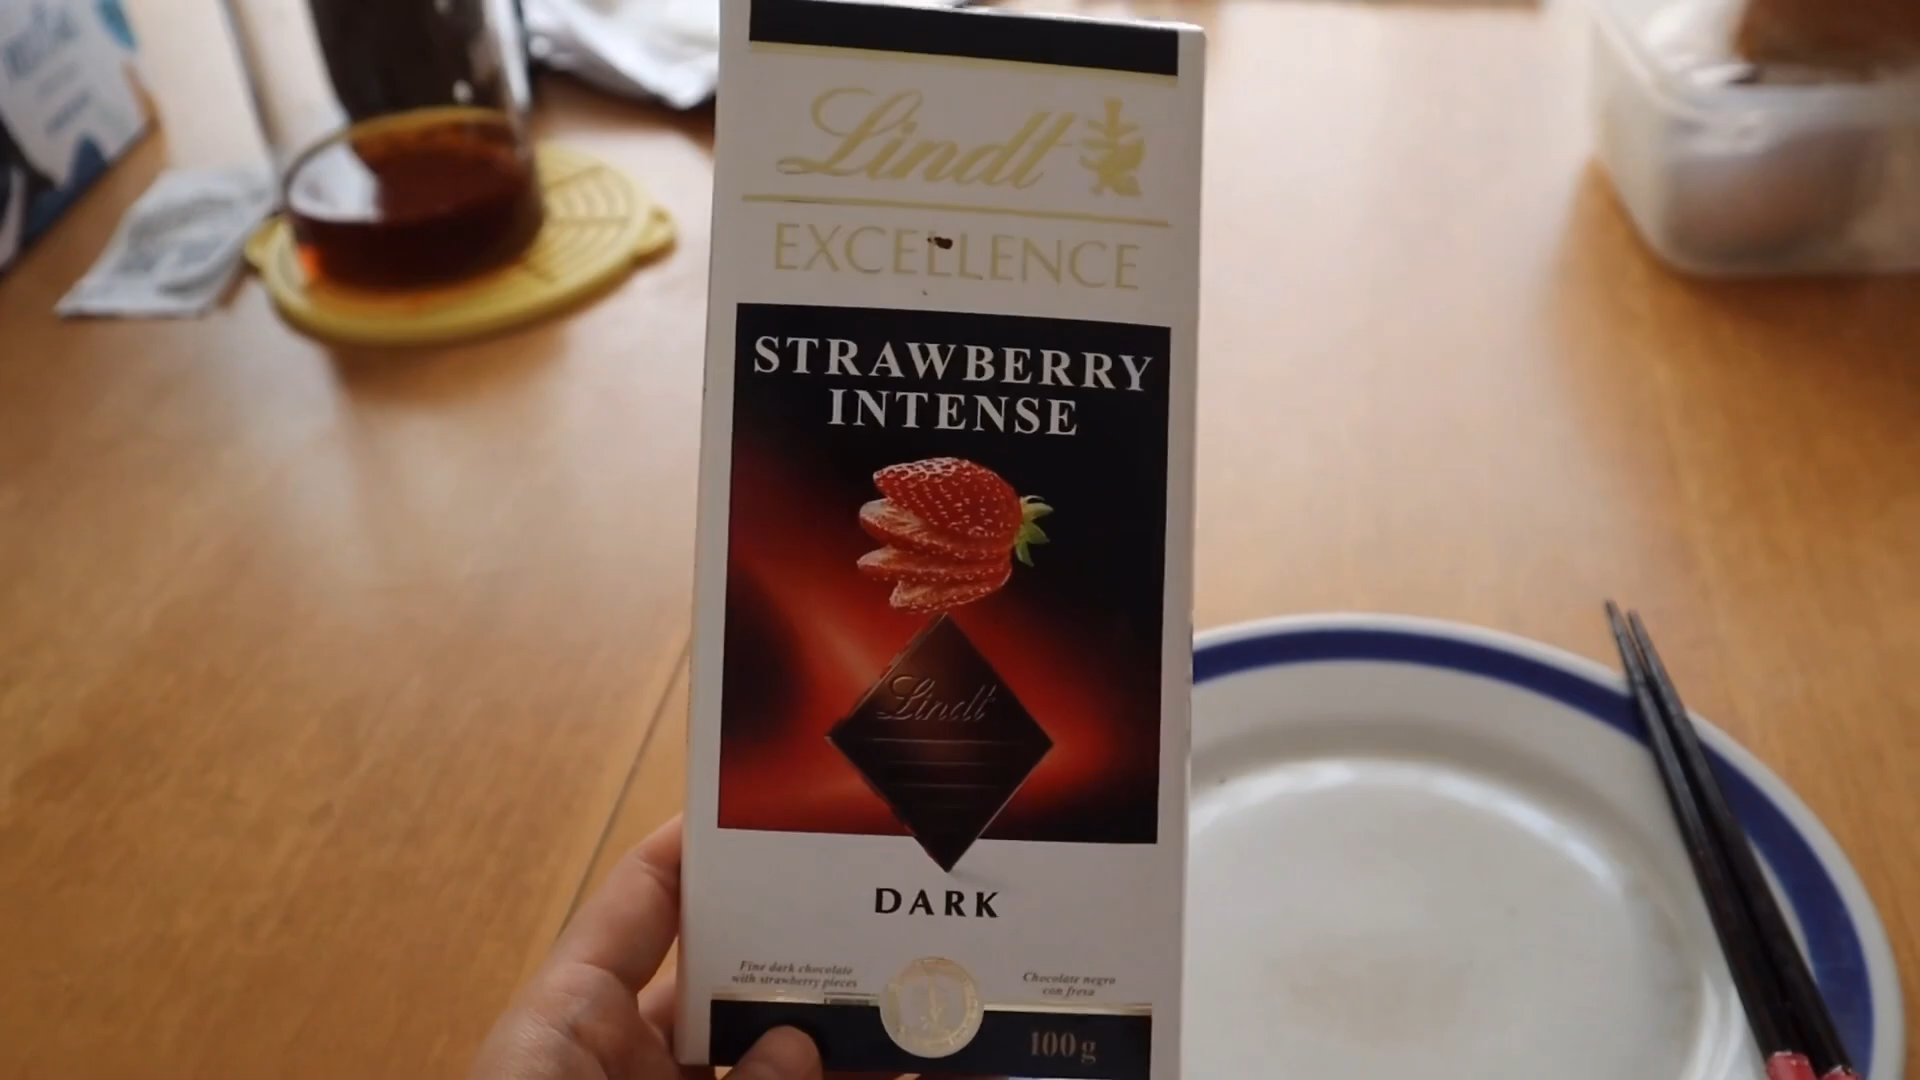 Lindt
EXCELLENCE
STRAWBERRY
INTENSE
Lindt
DARK
Fine dark chocolate
with strawberry pieces
Chocolate negro
con fresa
100g